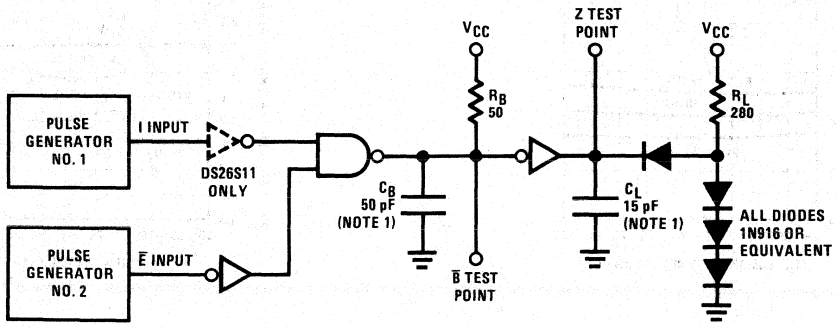 PULSE
GENERATOR
NO. 1
I INPUT
DS26S11
ONLY
PULSE
GENERATOR
NO. 2
E̅ INPUT
CB
50 pF
(NOTE 1)
VCC
RB
50
B̅ TEST
POINT
Z TEST
POINT
CL
15 pF
(NOTE 1)
VCC
RL
280
ALL DIODES
1N916 OR
EQUIVALENT